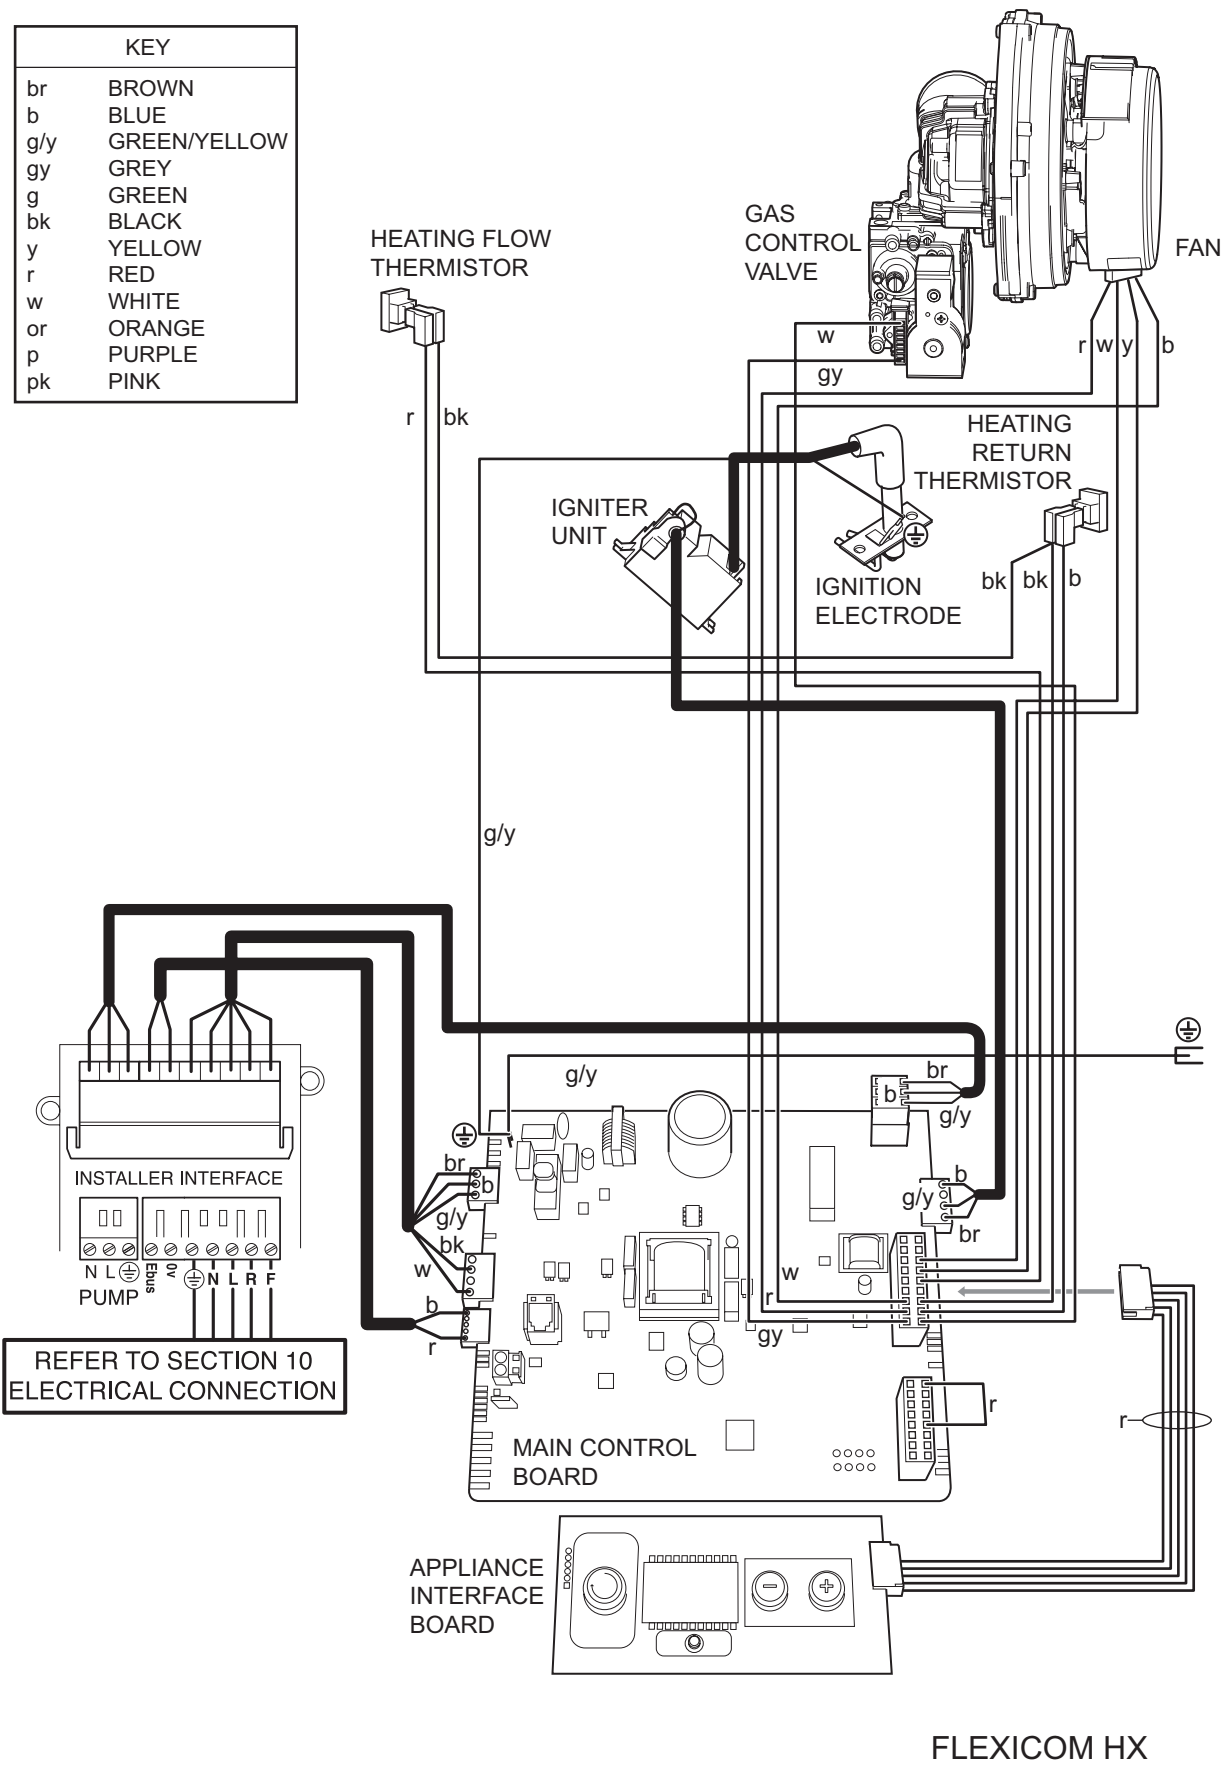 KEY
br BROWN
b BLUE
g/y GREEN/YELLOW
gy GREY
g GREEN
bk BLACK
y YELLOW
r RED
w WHITE
or ORANGE
p PURPLE
pk PINK
HEATING FLOW
THERMISTOR
r bk
GAS
CONTROL
VALVE
FAN
w
gy
r w y b
HEATING
RETURN
THERMISTOR
bk bk b
IGNITER
UNIT
IGNITION
ELECTRODE
g/y
g/y
br
b
g/y
br
b
g/y
bk
w
b
r
b
g/y
br
w
r
gy
r
r
INSTALLER INTERFACE
N L
PUMP
Ebus
0v
N L R F
REFER TO SECTION 10
ELECTRICAL CONNECTION
MAIN CONTROL
BOARD
APPLIANCE
INTERFACE
BOARD
FLEXICOM HX